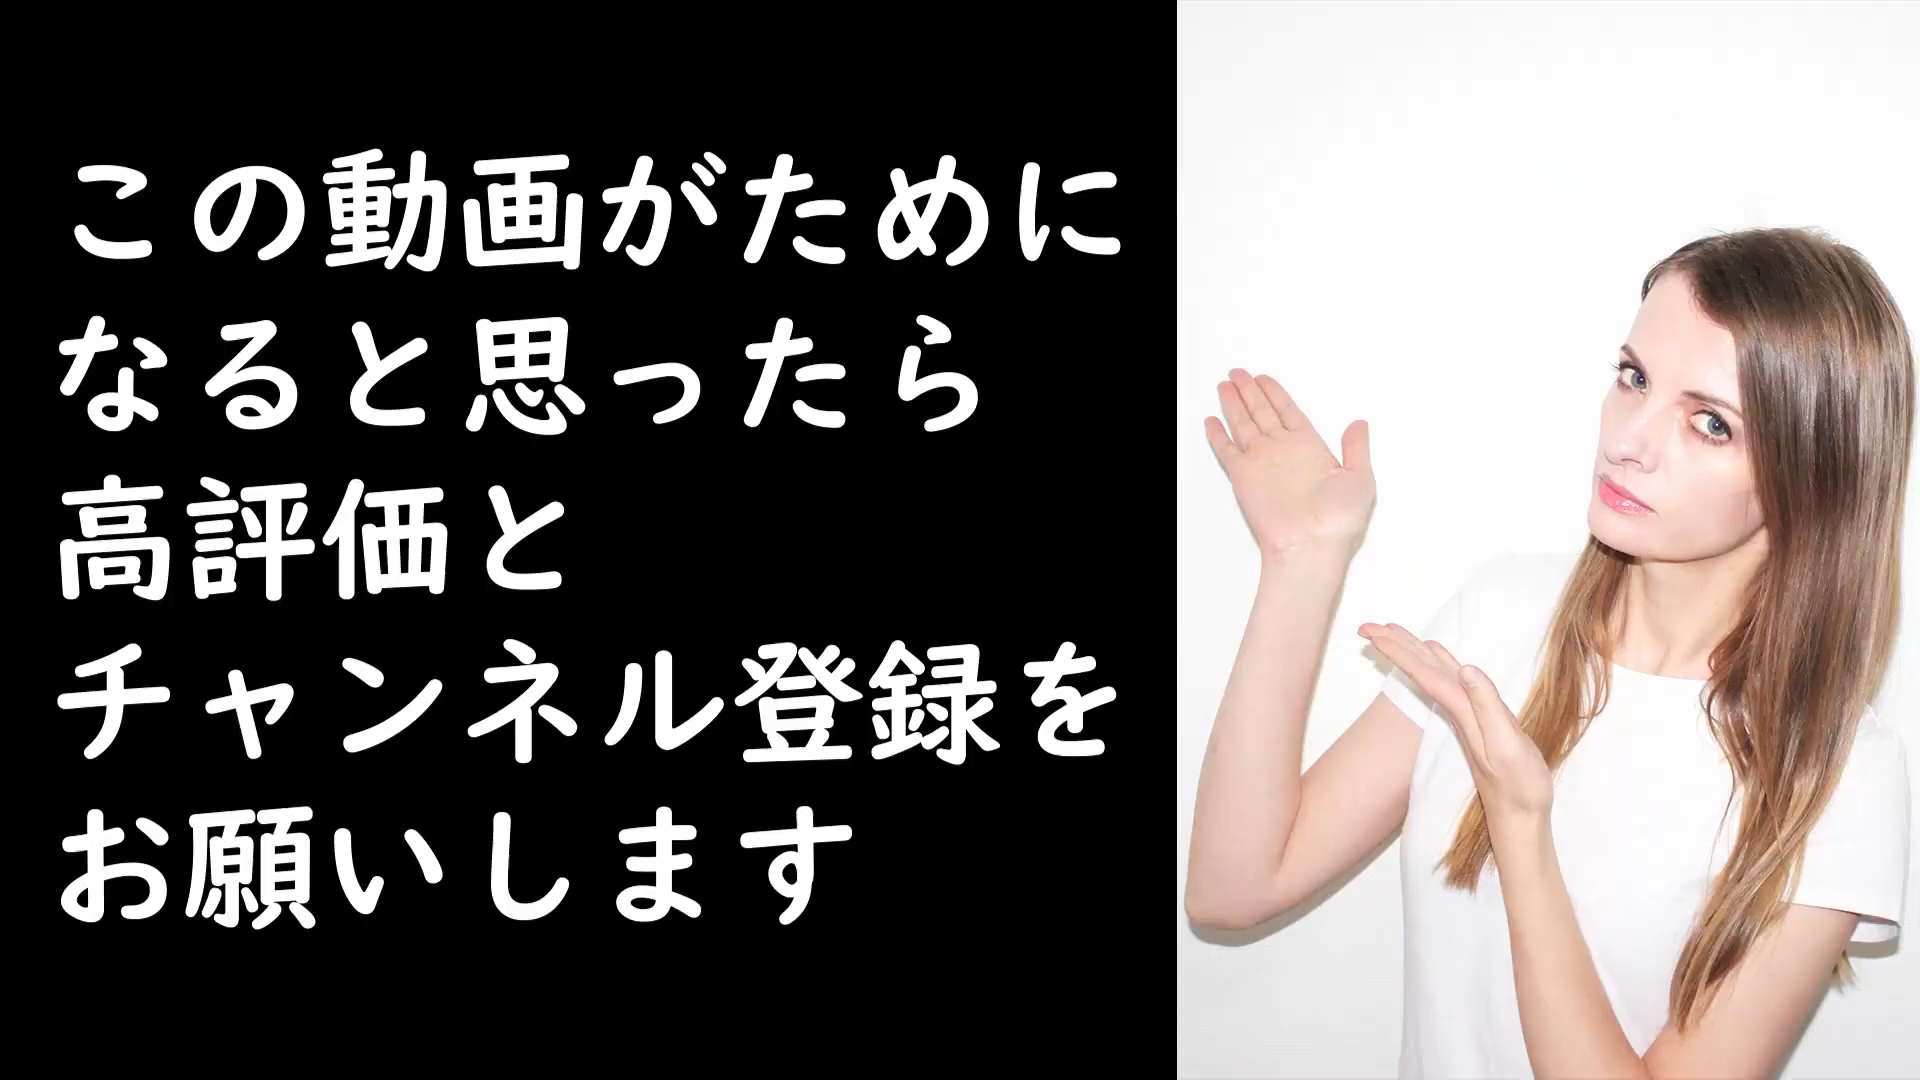 この動画がために
なると思ったら
高評価と
チャンネル登録を
お願いします